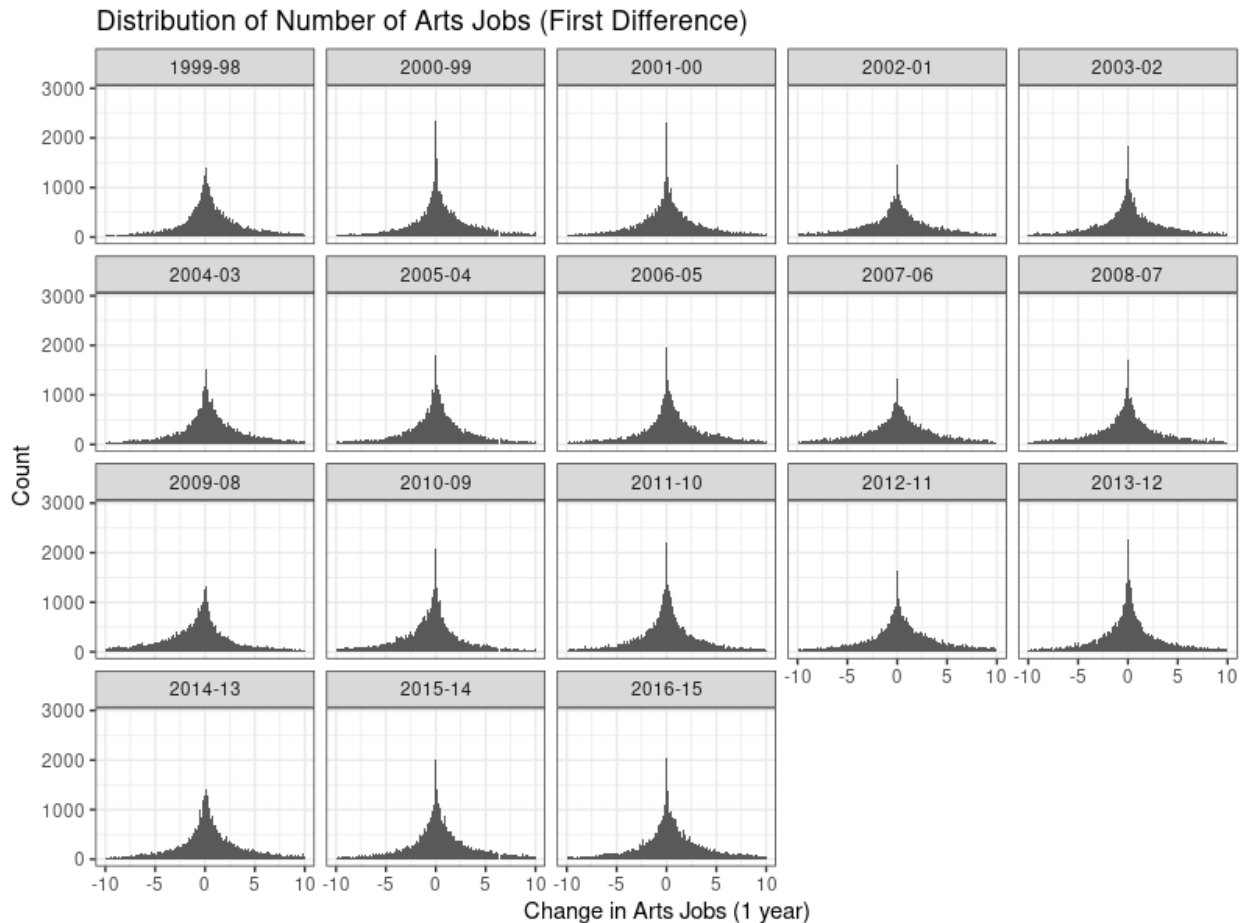 Distribution of Number of Arts Jobs (First Difference)
1999-98 2000-99 2001-00 2002-01 2003-02
3000
2000
1000
0
2004-03 2005-04 2006-05 2007-06 2008-07
3000
2000
1000
0
Count
2009-08 2010-09 2011-10 2012-11 2013-12
3000
2000
1000
0
-10 -5 0 5 10 -10 -5 0 5 10
2014-13 2015-14 2016-15
3000
2000
1000
0
-10 -5 0 5 10 -10 -5 0 5 10 -10 -5 0 5 10
Change in Arts Jobs (1 year)